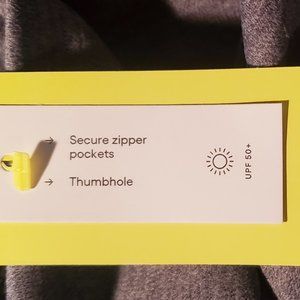 → Secure zipper
pockets
→ Thumbhole
UPF 50+